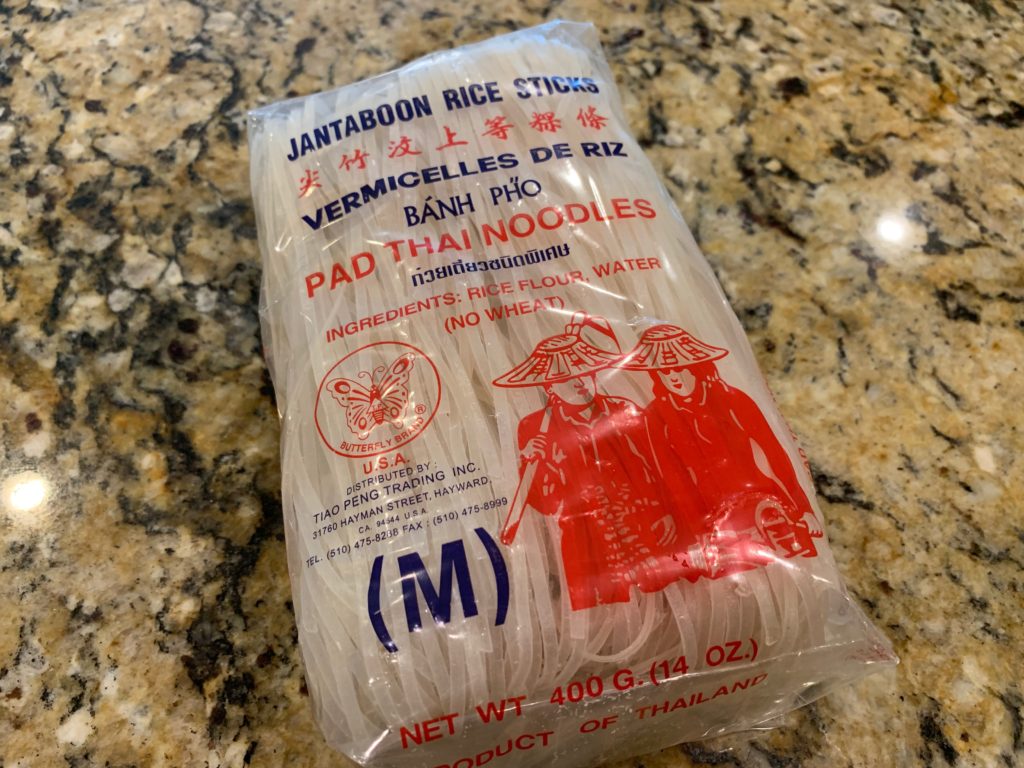 JANTABOON RICE STICKS
尖竹汶上等粿條
VERMICELLES DE RIZ
BÁNH PHỞ
PAD THAI NOODLES
ก๋วยเตี๋ยวชนิดพิเศษ
INGREDIENTS: RICE FLOUR, WATER
(NO WHEAT)
BUTTERFLY BRAND ®
U.S.A.
DISTRIBUTED BY :
TIAO PENG TRADING INC.
31760 HAYMAN STREET, HAYWARD.
CA. 94544 U.S.A
TEL. (510) 475-8288 FAX : (510) 475-8999
(M)
NET WT 400 G. (14 OZ.)
PRODUCT OF THAILAND